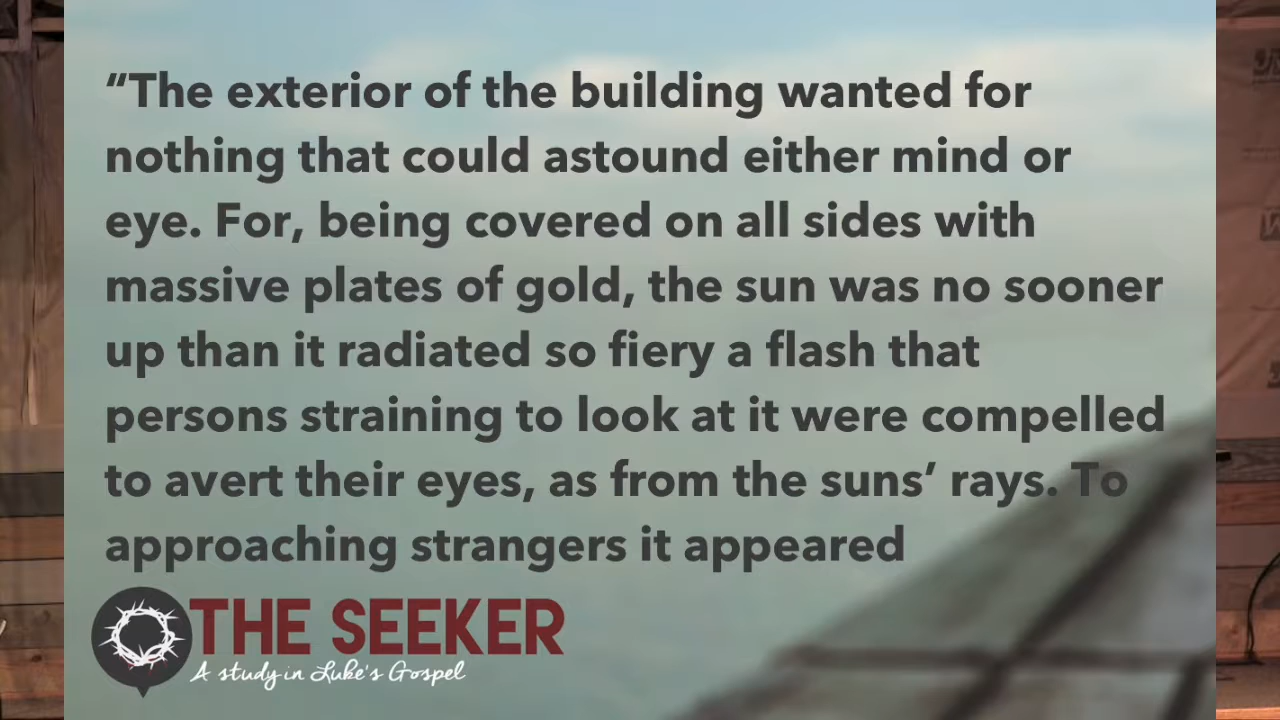 “The exterior of the building wanted for
nothing that could astound either mind or
eye. For, being covered on all sides with
massive plates of gold, the sun was no sooner
up than it radiated so fiery a flash that
persons straining to look at it were compelled
to avert their eyes, as from the suns’ rays. To
approaching strangers it appeared
THE SEEKER
A study in Luke's Gospel